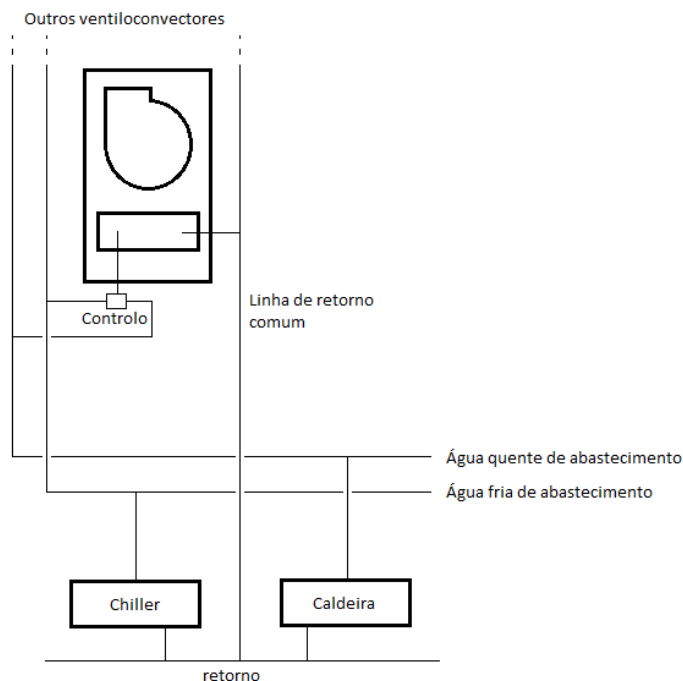 Outros ventiloconvectores
Controlo
Linha de retorno
comum
Água quente de abastecimento
Água fria de abastecimento
Chiller
Caldeira
retorno